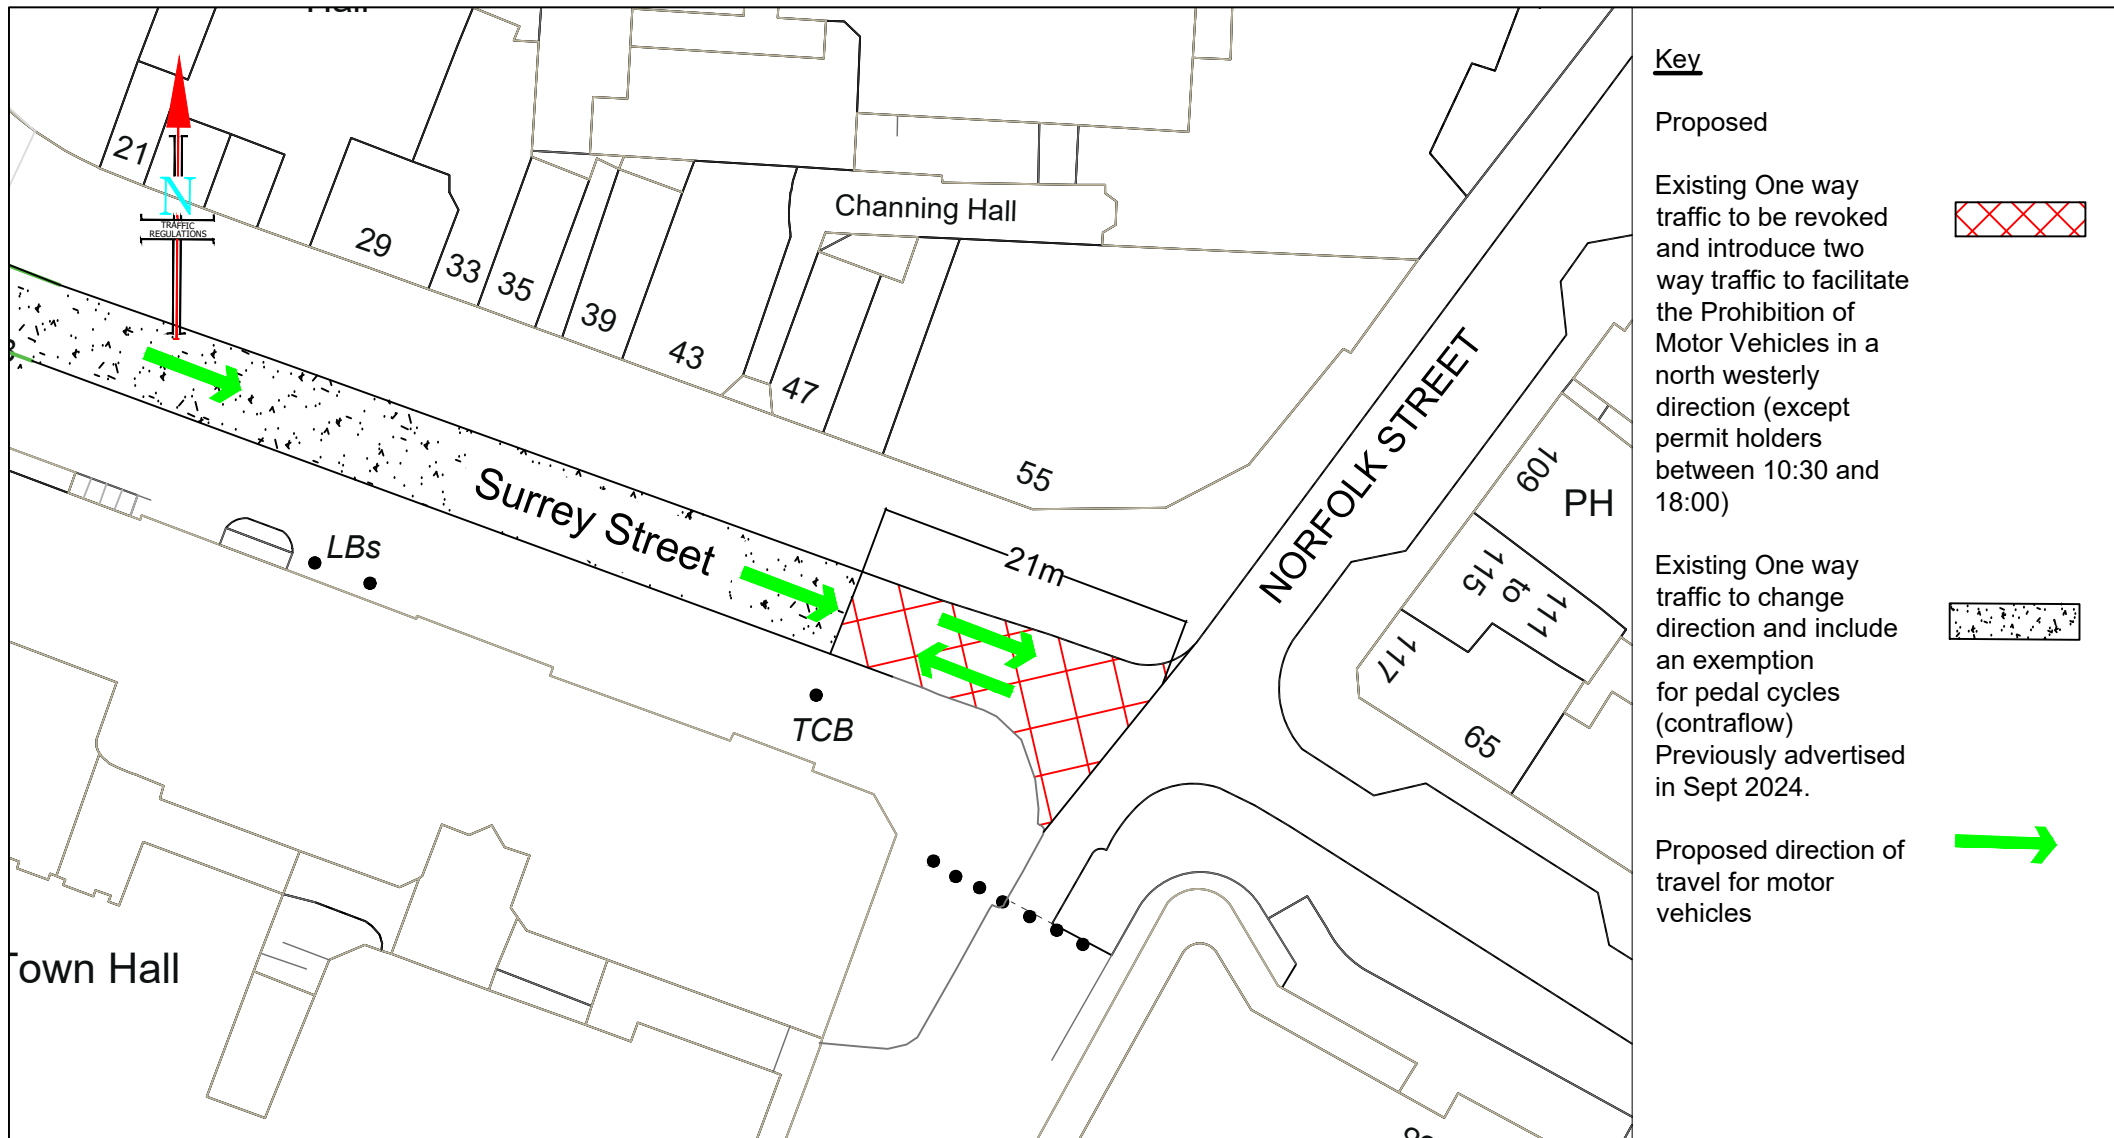 Hall
21
N
TRAFFIC
REGULATIONS
29
33
35
39
43
47
55
Channing Hall
Surrey Street
21m
NORFOLK STREET
LBs
TCB
109
PH
111
to
115
117
65
Town Hall
Key
Proposed
Existing One way
traffic to be revoked
and introduce two
way traffic to facilitate
the Prohibition of
Motor Vehicles in a
north westerly
direction (except
permit holders
between 10:30 and
18:00)
Existing One way
traffic to change
direction and include
an exemption
for pedal cycles
(contraflow)
Previously advertised
in Sept 2024.
Proposed direction of
travel for motor
vehicles